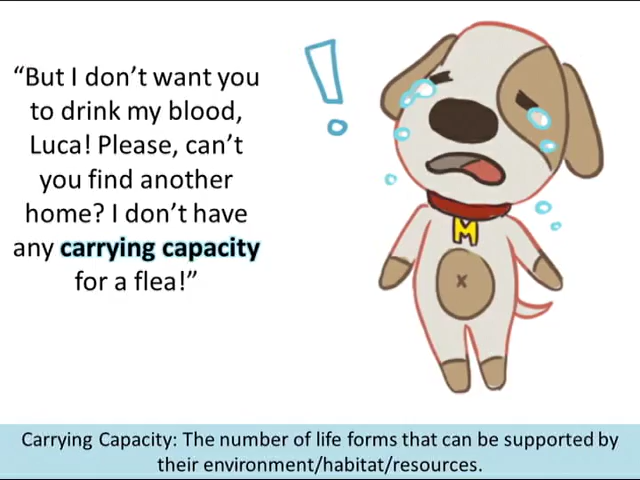 “But I don’t want you
to drink my blood,
Luca! Please, can’t
you find another
home? I don’t have
any carrying capacity
for a flea!”
!
M
Carrying Capacity: The number of life forms that can be supported by
their environment/habitat/resources.